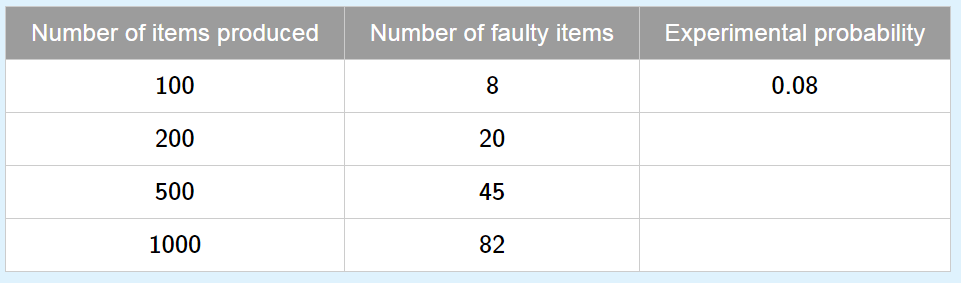 Number of items produced Number of faulty items Experimental probability
100 8 0.08
200 20
500 45
1000 82